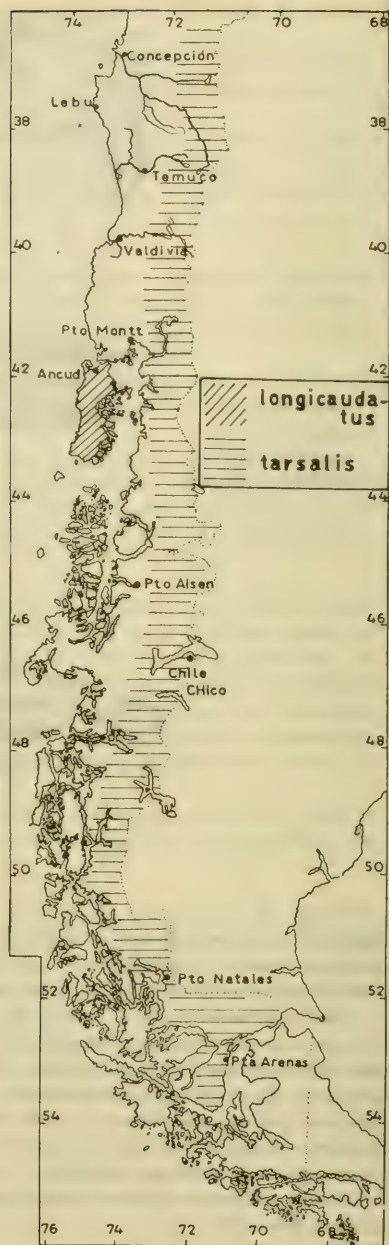 74 72 70 68
Concepción
Lebu
38 38
Temuco
40 40
Valdivia
Pto Montt
42 42
Ancud
longicauda-
tus
tarsalis
44 44
Pto Aisen
46 46
Chile
CHico
48 48
50 50
Pto Natales
52 52
Pta Arenas
54 54
76 74 72 70 68